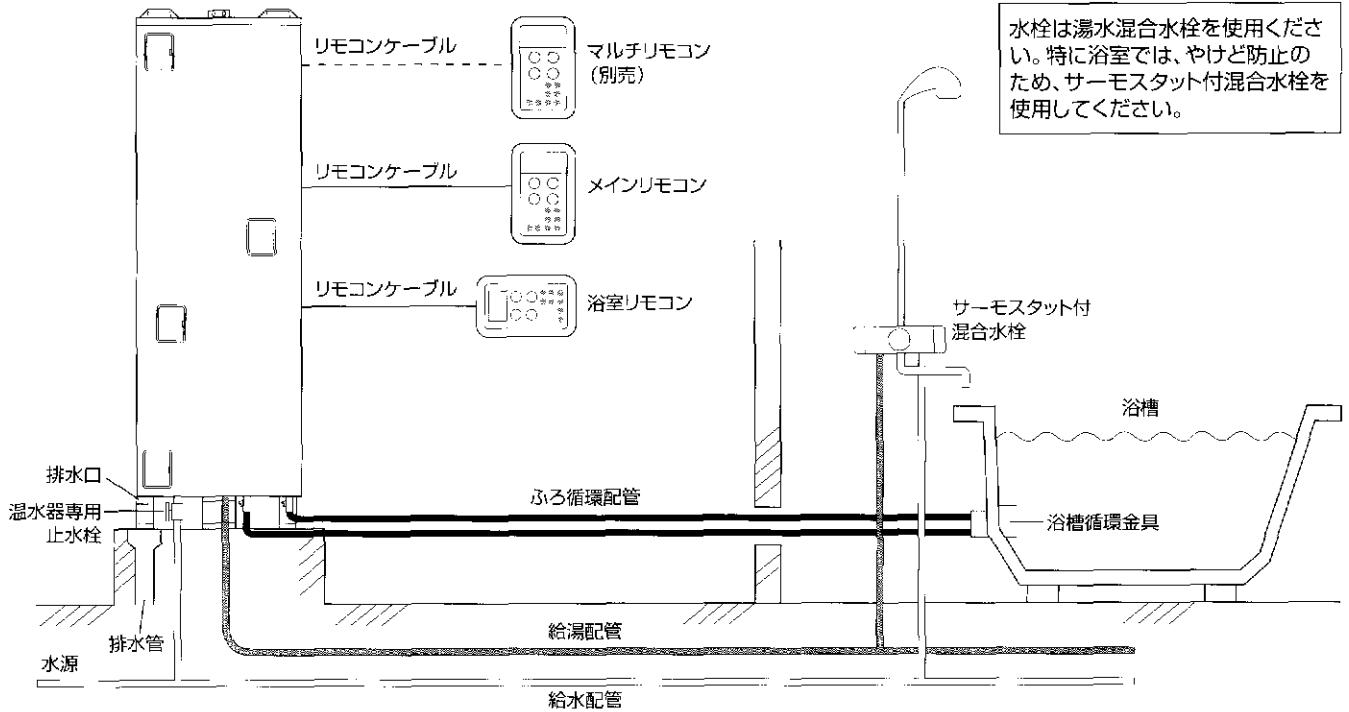 リモコンケーブル
マルチリモコン
(別売)
水栓は湯水混合水栓を使用くださ
い。特に浴室では、やけど防止の
ため、サーモスタット付混合水栓を
使用してください。
リモコンケーブル
メインリモコン
リモコンケーブル
浴室リモコン
サーモスタット付
混合水栓
浴槽
排水口
温水器専用
止水栓
ふろ循環配管
浴槽循環金具
排水管
給湯配管
水源
給水配管